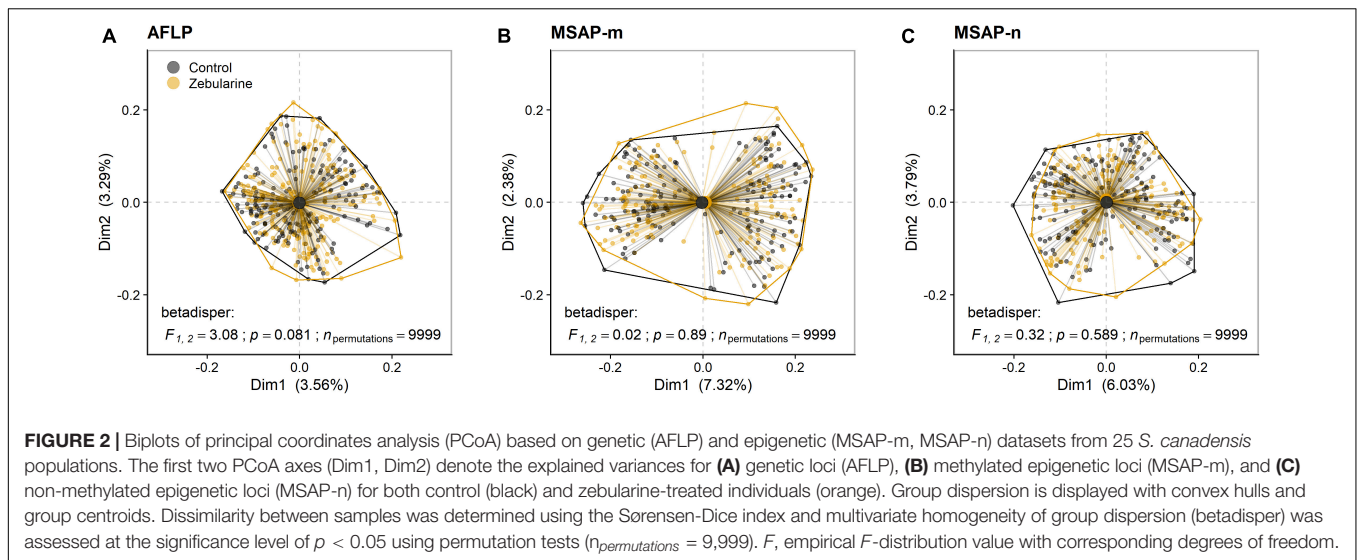 A AFLP
Control
Zebularine
0.2
0.0
-0.2
Dim2 (3.29%)
betadisper:
F1, 2 = 3.08 ; p = 0.081 ; npermutations = 9999
-0.2 0.0 0.2
Dim1 (3.56%)
B MSAP-m
0.2
0.0
-0.2
Dim2 (2.38%)
betadisper:
F1, 2 = 0.02 ; p = 0.89 ; npermutations = 9999
-0.2 0.0 0.2
Dim1 (7.32%)
C MSAP-n
0.2
0.0
-0.2
Dim2 (3.79%)
betadisper:
F1, 2 = 0.32 ; p = 0.589 ; npermutations = 9999
-0.2 0.0 0.2
Dim1 (6.03%)
FIGURE 2 | Biplots of principal coordinates analysis (PCoA) based on genetic (AFLP) and epigenetic (MSAP-m, MSAP-n) datasets from 25 S. canadensis
populations. The first two PCoA axes (Dim1, Dim2) denote the explained variances for (A) genetic loci (AFLP), (B) methylated epigenetic loci (MSAP-m), and (C)
non-methylated epigenetic loci (MSAP-n) for both control (black) and zebularine-treated individuals (orange). Group dispersion is displayed with convex hulls and
group centroids. Dissimilarity between samples was determined using the Sørensen-Dice index and multivariate homogeneity of group dispersion (betadisper) was
assessed at the significance level of p < 0.05 using permutation tests (npermutations = 9,999). F, empirical F-distribution value with corresponding degrees of freedom.